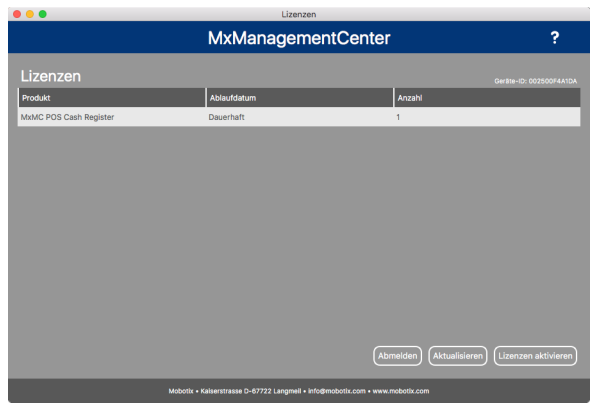 Lizenzen
MxManagementCenter ?
Lizenzen
Geräte-ID: 002500F4A1DA
Produkt Ablaufdatum Anzahl
MxMC POS Cash Register Dauerhaft 1
Abmelden Aktualisieren Lizenzen aktivieren
Mobotix • Kaiserstrasse D-67722 Langmeil • info@mobotix.com • www.mobotix.com